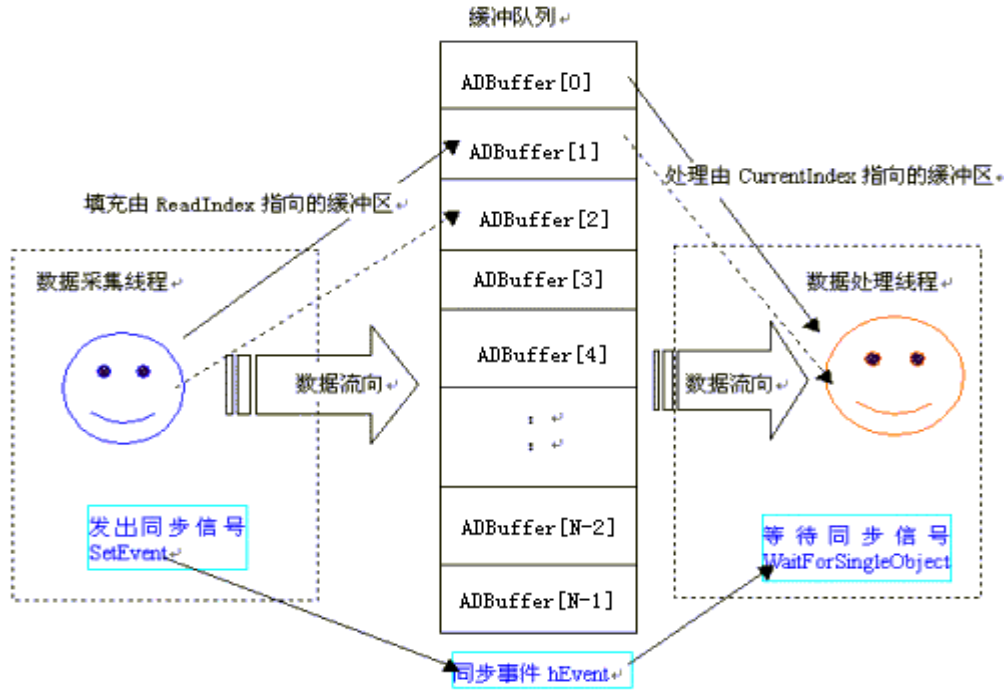 缓冲队列
ADBuffer[0]
ADBuffer[1]
处理由 CurrentIndex 指向的缓冲区
填充由 ReadIndex 指向的缓冲区
ADBuffer[2]
数据采集线程
ADBuffer[3]
数据处理线程
ADBuffer[4]
数据流向
数据流向
:
:
发出同步信号
SetEvent
ADBuffer[N-2]
等待同步信号
WaitForSingleObject
ADBuffer[N-1]
同步事件 hEvent